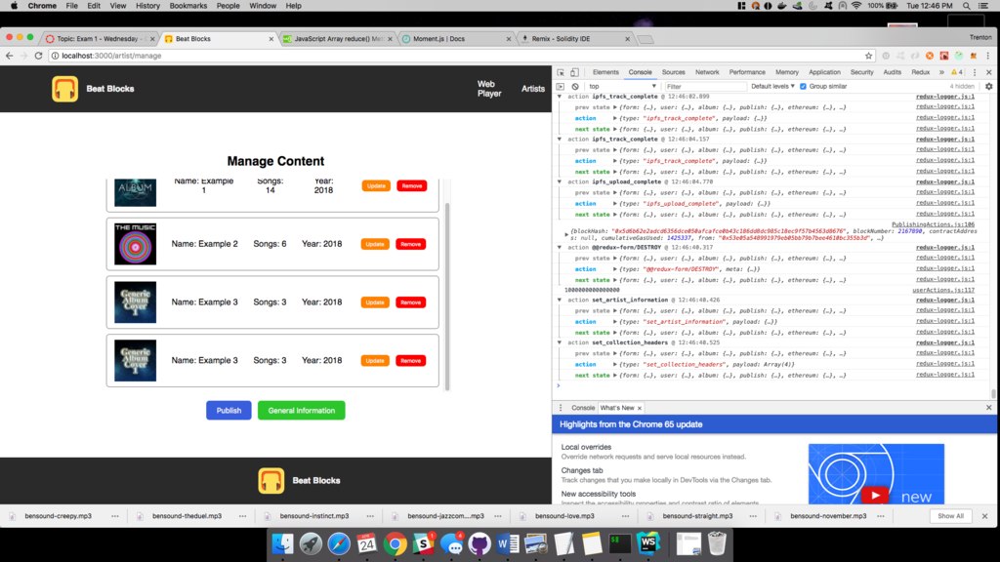 Chrome File Edit View History Bookmarks People Window Help 100% Tue 12:46 PM
Topic: Exam 1 - Wednesday - Beat Blocks JavaScript Array reduce() Met Moment.js | Docs Remix - Solidity IDE Trenton
localhost:3000/artist/manage
Beat Blocks
Web Player
Artists
Manage Content
ALBUM
Name: Example 1 Songs: 14 Year: 2018 Update Remove
THE MUSIC
Name: Example 2 Songs: 6 Year: 2018 Update Remove
Generic Album Cover 1
Name: Example 3 Songs: 3 Year: 2018 Update Remove
Generic Album Cover 1
Name: Example 3 Songs: 3 Year: 2018 Update Remove
Publish General Information
Beat Blocks
Elements Console Sources Network Performance Memory Application Security Audits Redux » 4
top Filter Default levels Group similar 4 hidden
action ipfs_track_complete @ 12:46:02.899 redux-logger.js:1
prev state {form: {…}, user: {…}, album: {…}, publish: {…}, ethereum: {…}, …} redux-logger.js:1
action {type: "ipfs_track_complete", payload: {…}} redux-logger.js:1
next state {form: {…}, user: {…}, album: {…}, publish: {…}, ethereum: {…}, …} redux-logger.js:1
action ipfs_track_complete @ 12:46:04.157 redux-logger.js:1
prev state {form: {…}, user: {…}, album: {…}, publish: {…}, ethereum: {…}, …} redux-logger.js:1
action {type: "ipfs_track_complete", payload: {…}} redux-logger.js:1
next state {form: {…}, user: {…}, album: {…}, publish: {…}, ethereum: {…}, …} redux-logger.js:1
action ipfs_upload_complete @ 12:46:04.770 redux-logger.js:1
prev state {form: {…}, user: {…}, album: {…}, publish: {…}, ethereum: {…}, …} redux-logger.js:1
action {type: "ipfs_upload_complete", payload: {…}} redux-logger.js:1
next state {form: {…}, user: {…}, album: {…}, publish: {…}, ethereum: {…}, …} redux-logger.js:1
PublishingActions.js:106
{blockHash: blockNumber: 2167890, contractAddres
s: null, cumulativeGasUsed: 1425337, from: …}
action @@redux-form/DESTROY @ 12:46:40.317 redux-logger.js:1
prev state {form: {…}, user: {…}, album: {…}, publish: {…}, ethereum: {…}, …} redux-logger.js:1
action {type: "@@redux-form/DESTROY", meta: {…}} redux-logger.js:1
next state {form: {…}, user: {…}, album: {…}, publish: {…}, ethereum: {…}, …} redux-logger.js:1
userActions.js:117
action set_artist_information @ 12:46:40.426 redux-logger.js:1
prev state {form: {…}, user: {…}, album: {…}, publish: {…}, ethereum: {…}, …} redux-logger.js:1
action {type: "set_artist_information", payload: {…}} redux-logger.js:1
next state {form: {…}, user: {…}, album: {…}, publish: {…}, ethereum: {…}, …} redux-logger.js:1
action set_collection_headers @ 12:46:40.525 redux-logger.js:1
prev state {form: {…}, user: {…}, album: {…}, publish: {…}, ethereum: {…}, …} redux-logger.js:1
action {type: "set_collection_headers", payload: Array(4)} redux-logger.js:1
next state {form: {…}, user: {…}, album: {…}, publish: {…}, ethereum: {…}, …} redux-logger.js:1
Console What's New
Highlights from the Chrome 65 update
Local overrides
Override network requests and serve local resources instead.
Changes tab
Track changes that you make locally in DevTools via the Changes tab.
New accessibility tools
Inspect the accessibility properties and contrast ratio of elements.
new
bensound-creepy.mp3 bensound-theduel.mp3 bensound-instinct.mp3 bensound-jazzcom....mp3 bensound-love.mp3 bensound-straight.mp3 bensound-november.mp3 Show All
APR 24